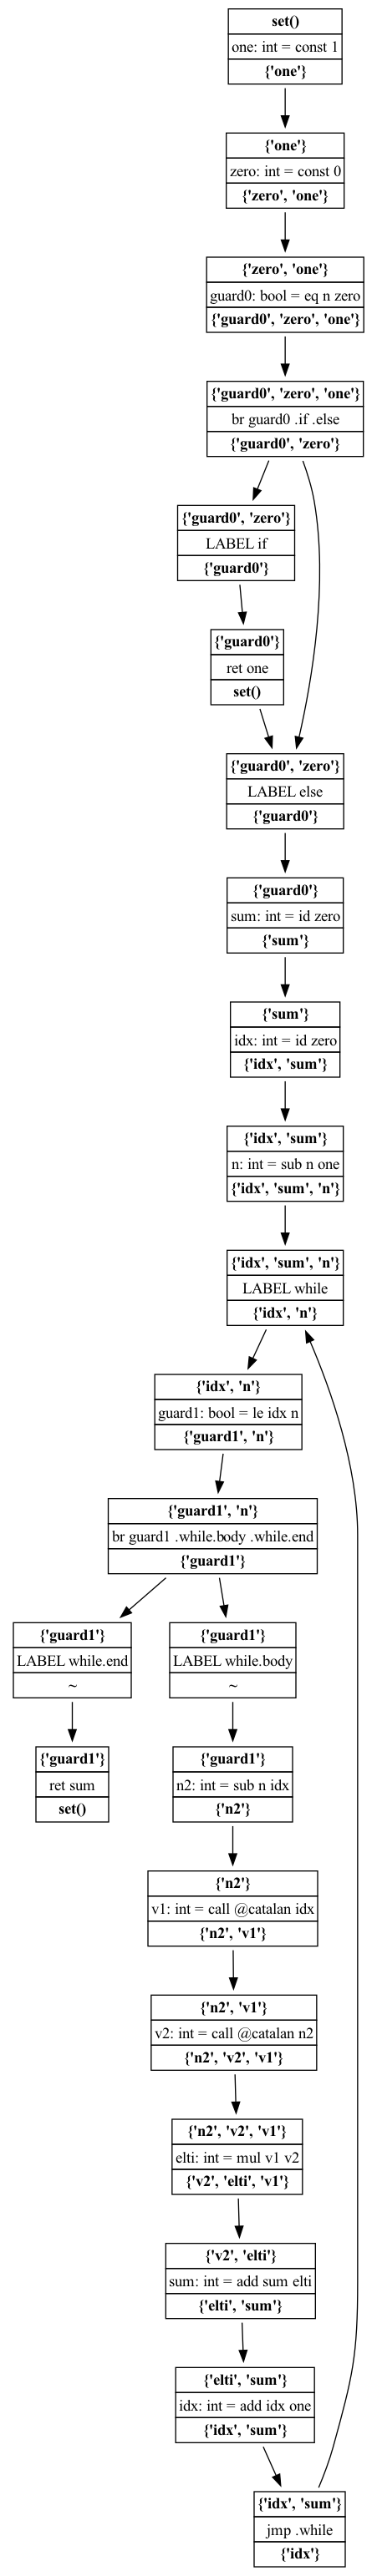 set()
one: int = const 1
{'one'}
{'one'}
zero: int = const 0
{'zero', 'one'}
{'zero', 'one'}
guard0: bool = eq n zero
{'guard0', 'zero', 'one'}
{'guard0', 'zero', 'one'}
br guard0 .if .else
{'guard0', 'zero'}
{'guard0', 'zero'}
LABEL if
{'guard0'}
{'guard0'}
ret one
set()
{'guard0', 'zero'}
LABEL else
{'guard0'}
{'guard0'}
sum: int = id zero
{'sum'}
{'sum'}
idx: int = id zero
{'idx', 'sum'}
{'idx', 'sum'}
n: int = sub n one
{'idx', 'sum', 'n'}
{'idx', 'sum', 'n'}
LABEL while
{'idx', 'n'}
{'idx', 'n'}
guard1: bool = le idx n
{'guard1', 'n'}
{'guard1', 'n'}
br guard1 .while.body .while.end
{'guard1'}
{'guard1'}
LABEL while.end
~
{'guard1'}
LABEL while.body
~
{'guard1'}
ret sum
set()
{'guard1'}
n2: int = sub n idx
{'n2'}
{'n2'}
v1: int = call @catalan idx
{'n2', 'v1'}
{'n2', 'v1'}
v2: int = call @catalan n2
{'n2', 'v2', 'v1'}
{'n2', 'v2', 'v1'}
elti: int = mul v1 v2
{'v2', 'elti', 'v1'}
{'v2', 'elti'}
sum: int = add sum elti
{'elti', 'sum'}
{'elti', 'sum'}
idx: int = add idx one
{'idx', 'sum'}
{'idx', 'sum'}
jmp .while
{'idx'}